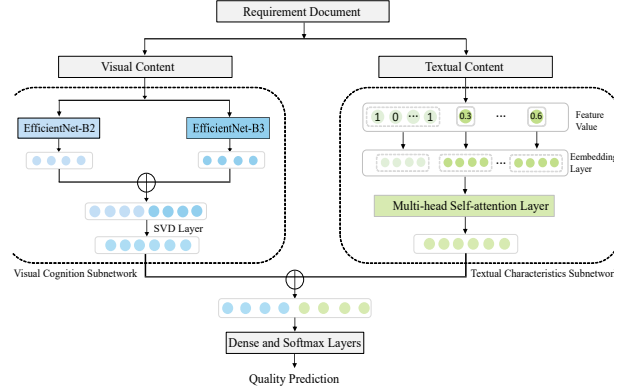 Requirement Document
Visual Content
Textual Content
EfficientNet-B2
EfficientNet-B3
1 0 ··· 1 0.3 ... 0.6
Feature
Value
...
Eembedding
Layer
SVD Layer
Multi-head Self-attention Layer
Visual Cognition Subnetwork
Textual Characteristics Subnetwor
Dense and Softmax Layers
Quality Prediction